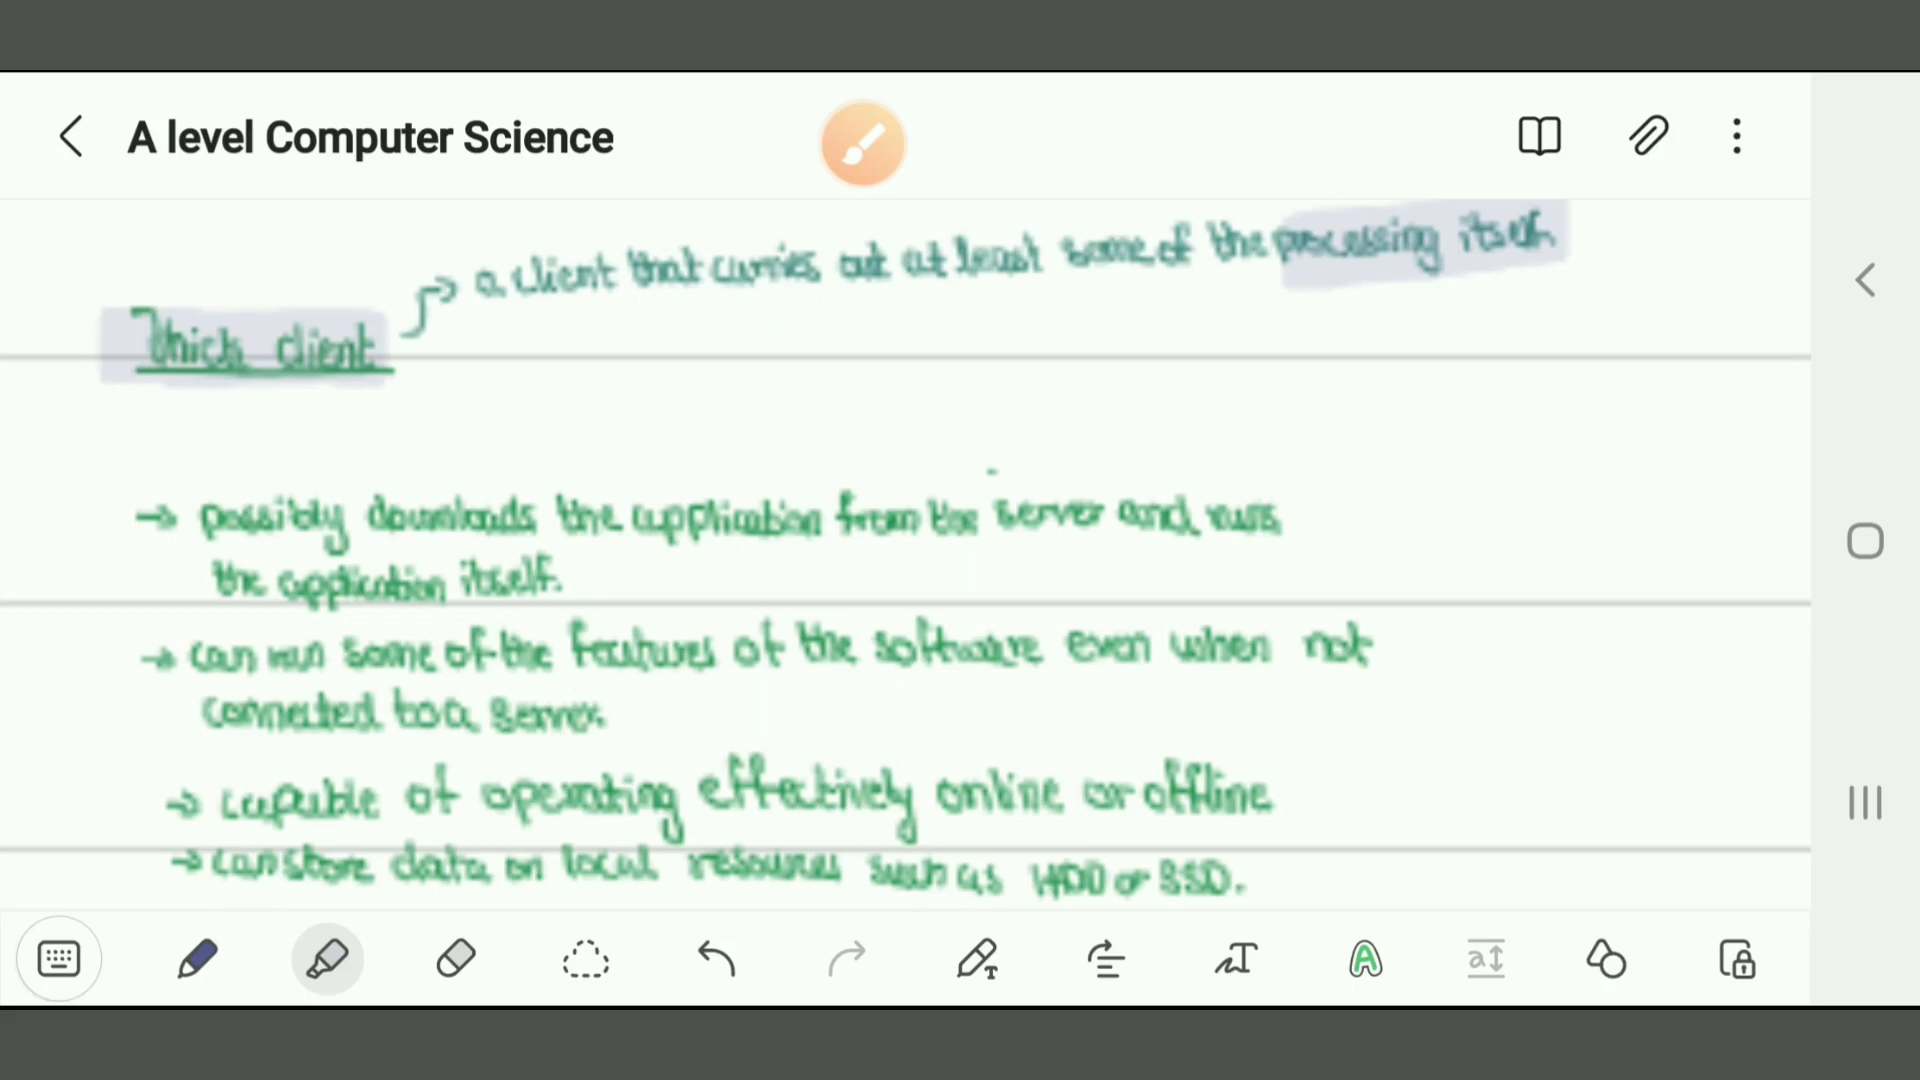 A level Computer Science
a client that carries out at least some of the processing itself.
Thick client
→ possibly downloads the application from the server and runs
the application itself.
→ can run some of the features of the software even when not
connected to a server.
→ capable of operating effectively online or offline
→ can store data on local resources such as HDD or SSD.